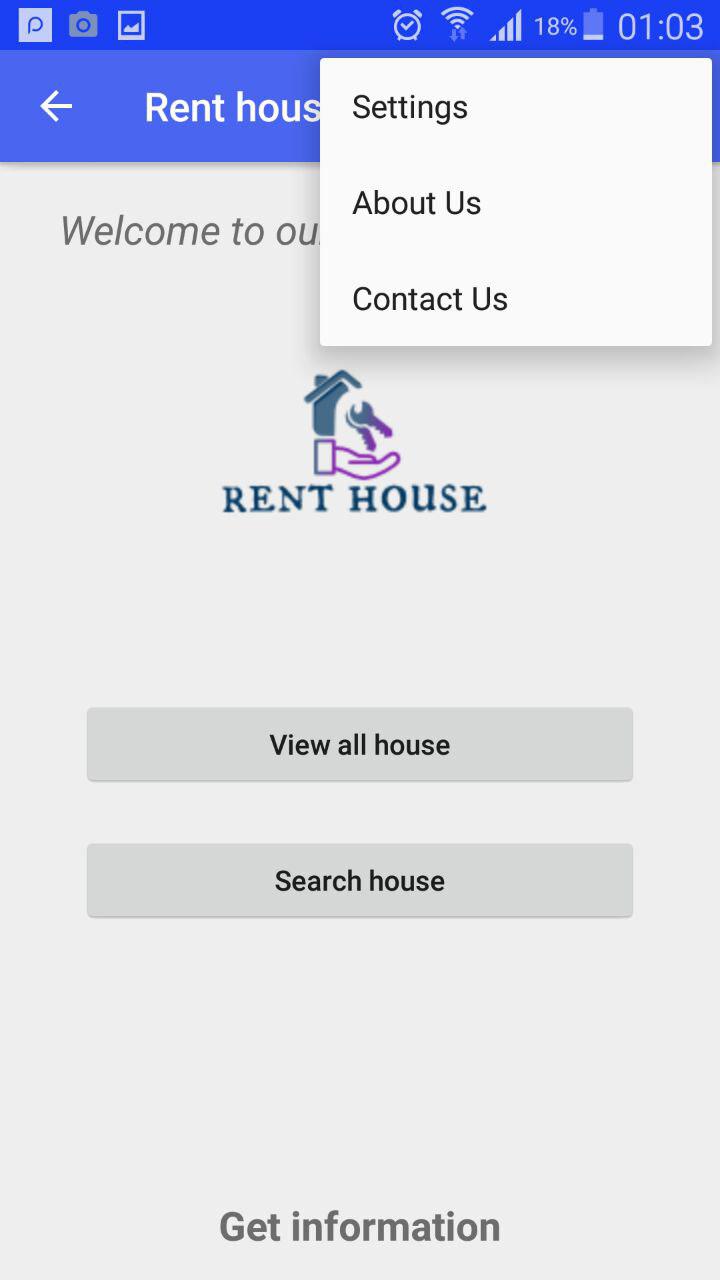 18% 01:03
Rent hous
Settings
About Us
Contact Us
Welcome to ou
RENT HOUSE
View all house
Search house
Get information